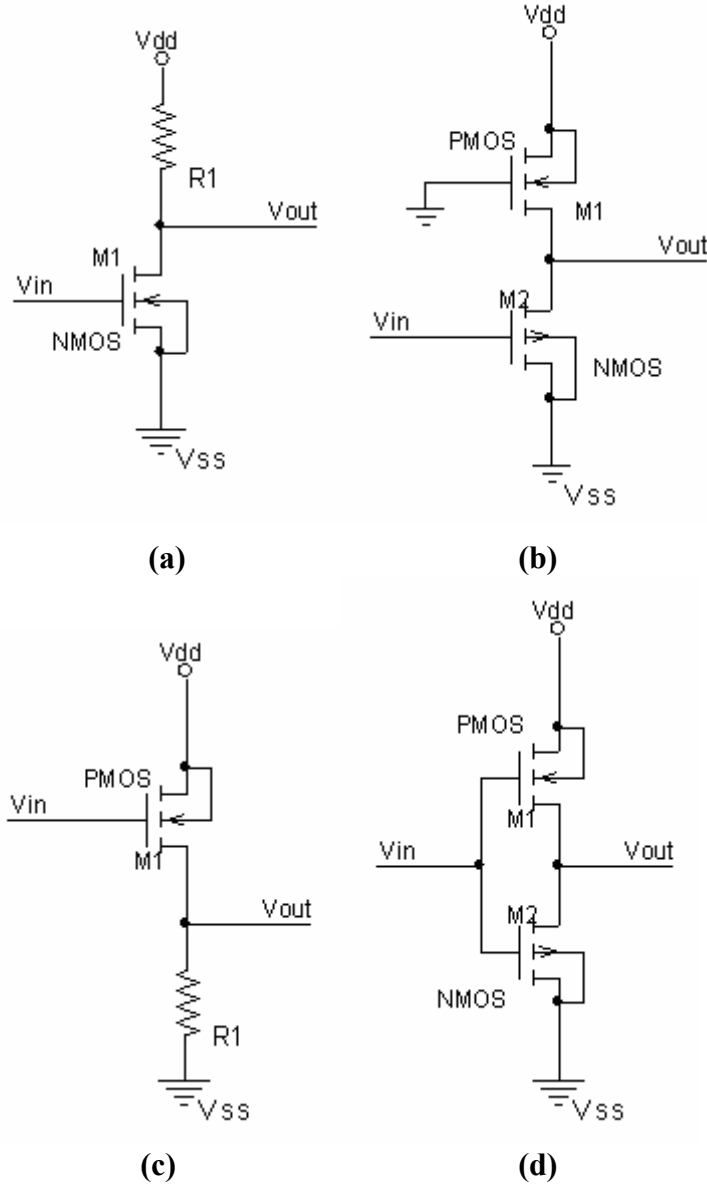 Vdd
R1
Vout
M1
Vin
NMOS
Vss
(a)
Vdd
PMOS
M1
Vout
M2
Vin
NMOS
Vss
(b)
Vdd
PMOS
Vin
M1
Vout
R1
Vss
(c)
Vdd
PMOS
M1
Vin
Vout
M2
NMOS
Vss
(d)